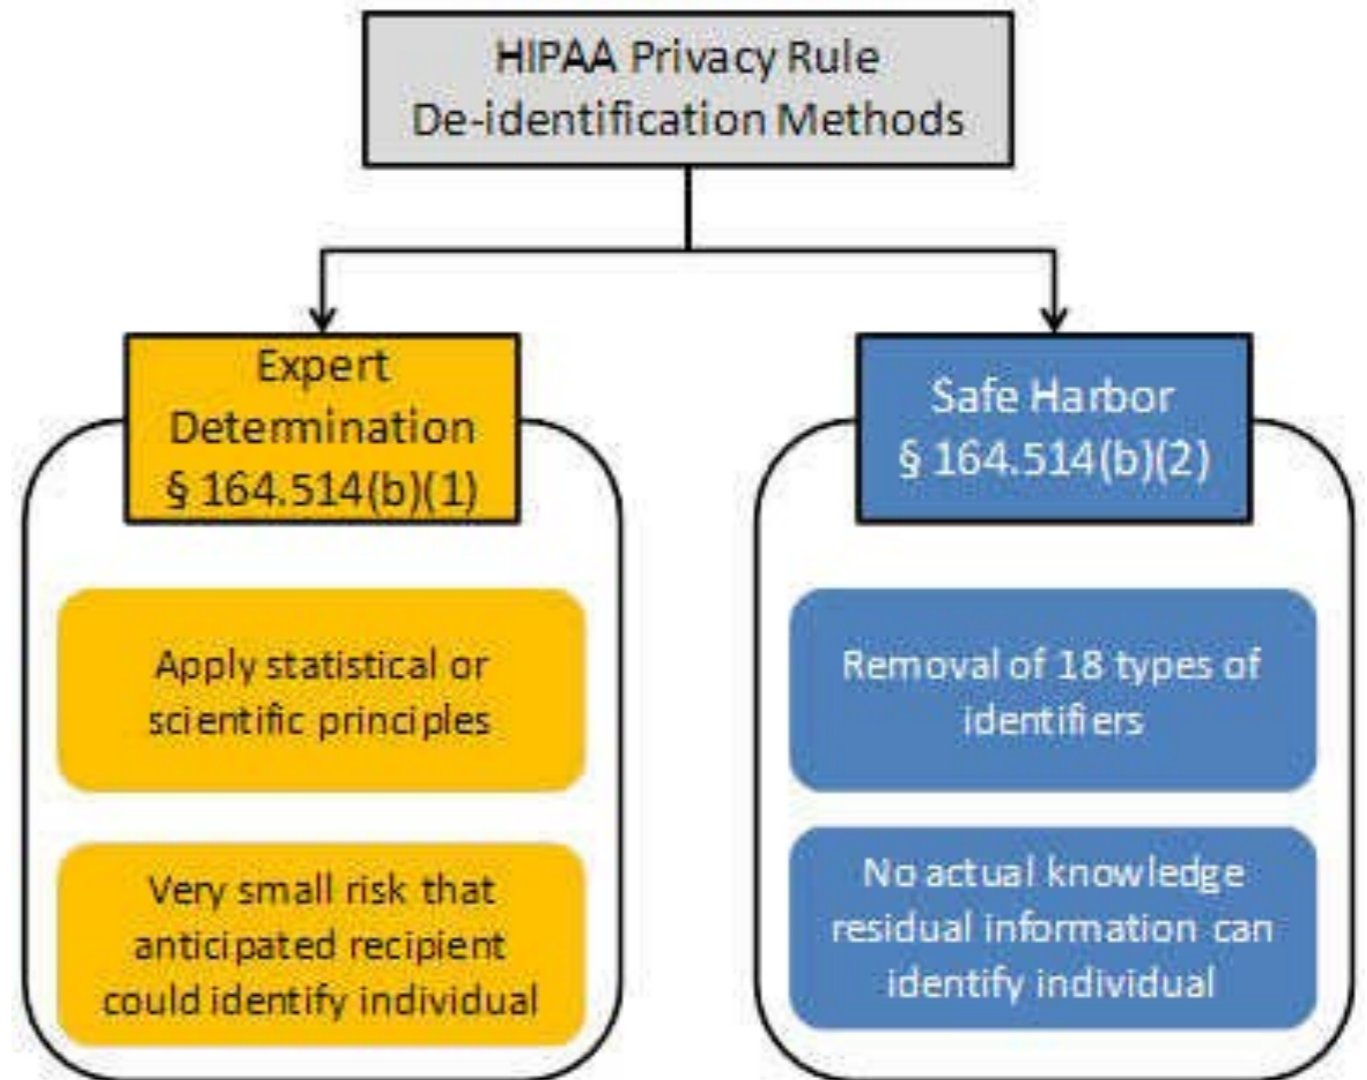 HIPAA Privacy Rule
De-identification Methods
Expert
Determination
§ 164.514(b)(1)
Apply statistical or
scientific principles
Very small risk that
anticipated recipient
could identify individual
Safe Harbor
§ 164.514(b)(2)
Removal of 18 types of
identifiers
No actual knowledge
residual information can
identify individual